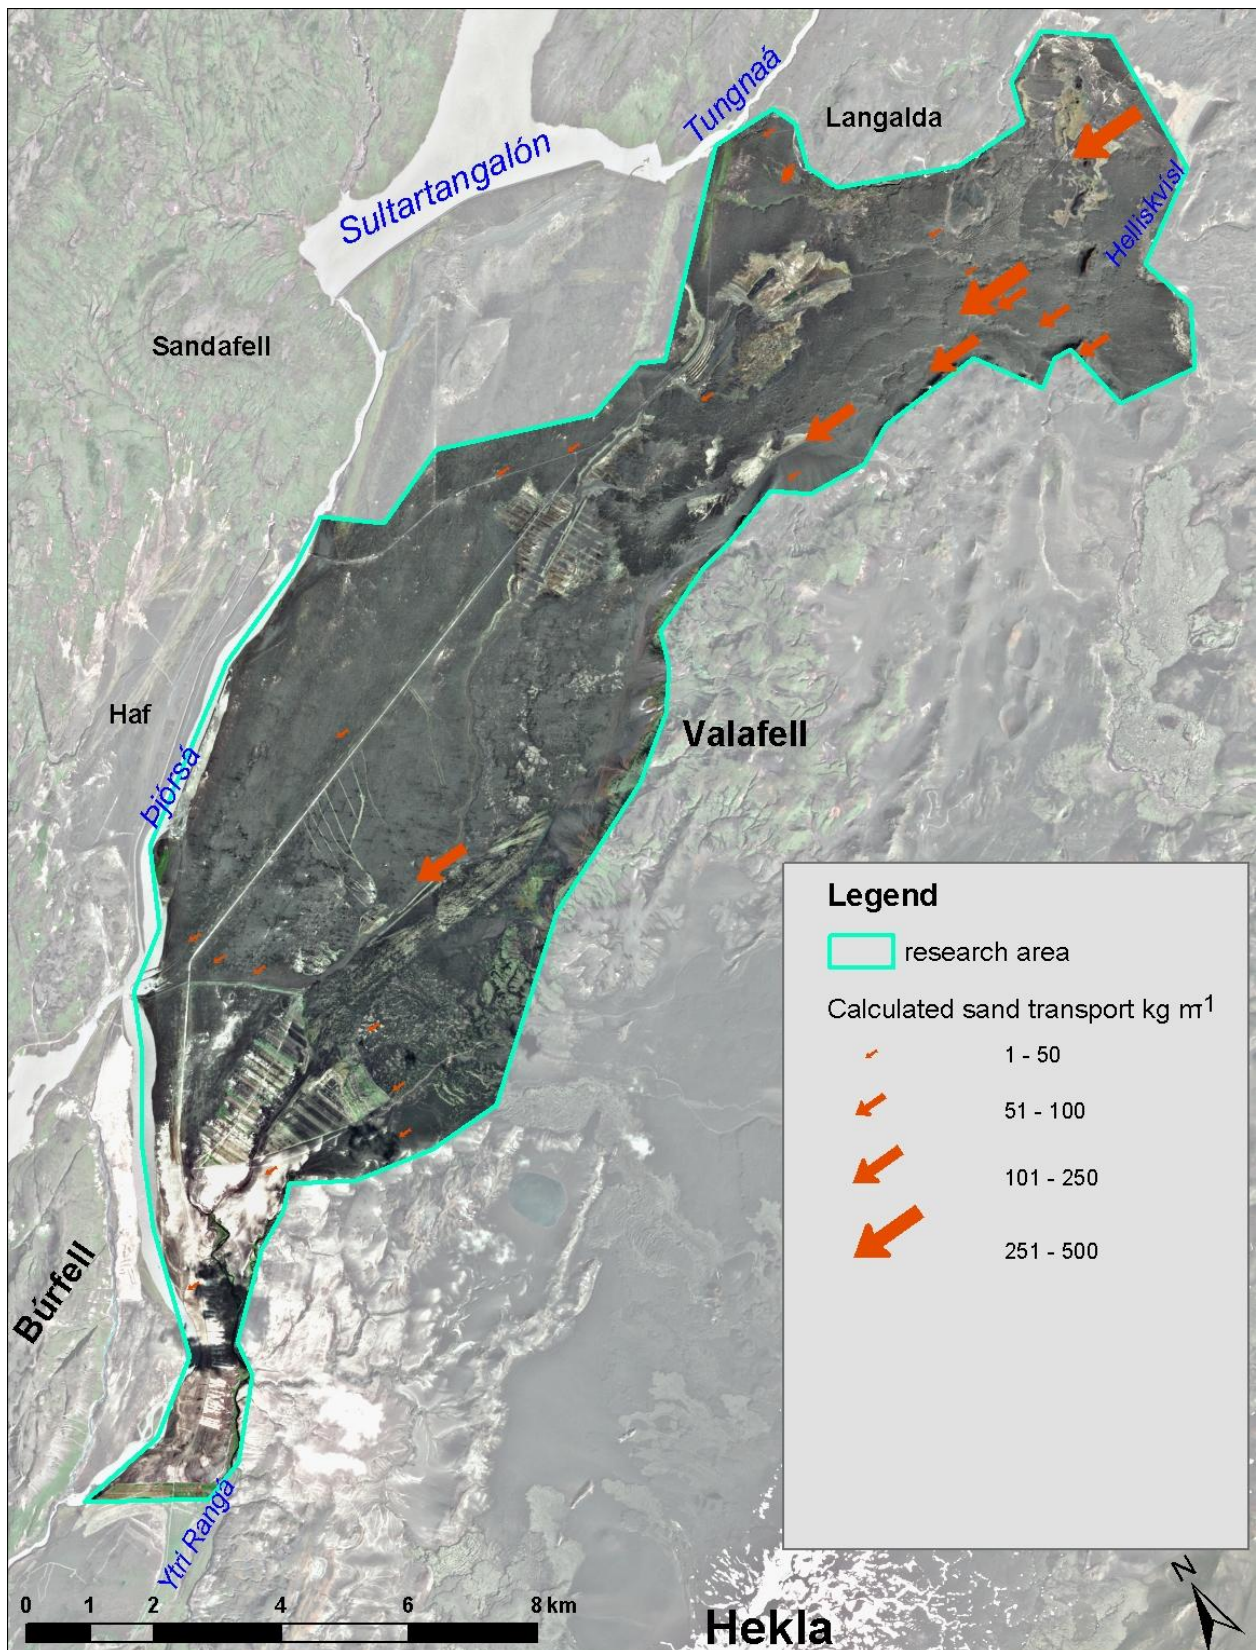 Tungnaá
Langalda
Sultartangalón
Helliskvísl
Sandafell
Haf
Valafell
Þjórsá
Legend
research area
Calculated sand transport kg m1
1 - 50
51 - 100
101 - 250
251 - 500
Búrfell
Ytri Rangá
N
0 1 2 4 6 8 km
Hekla